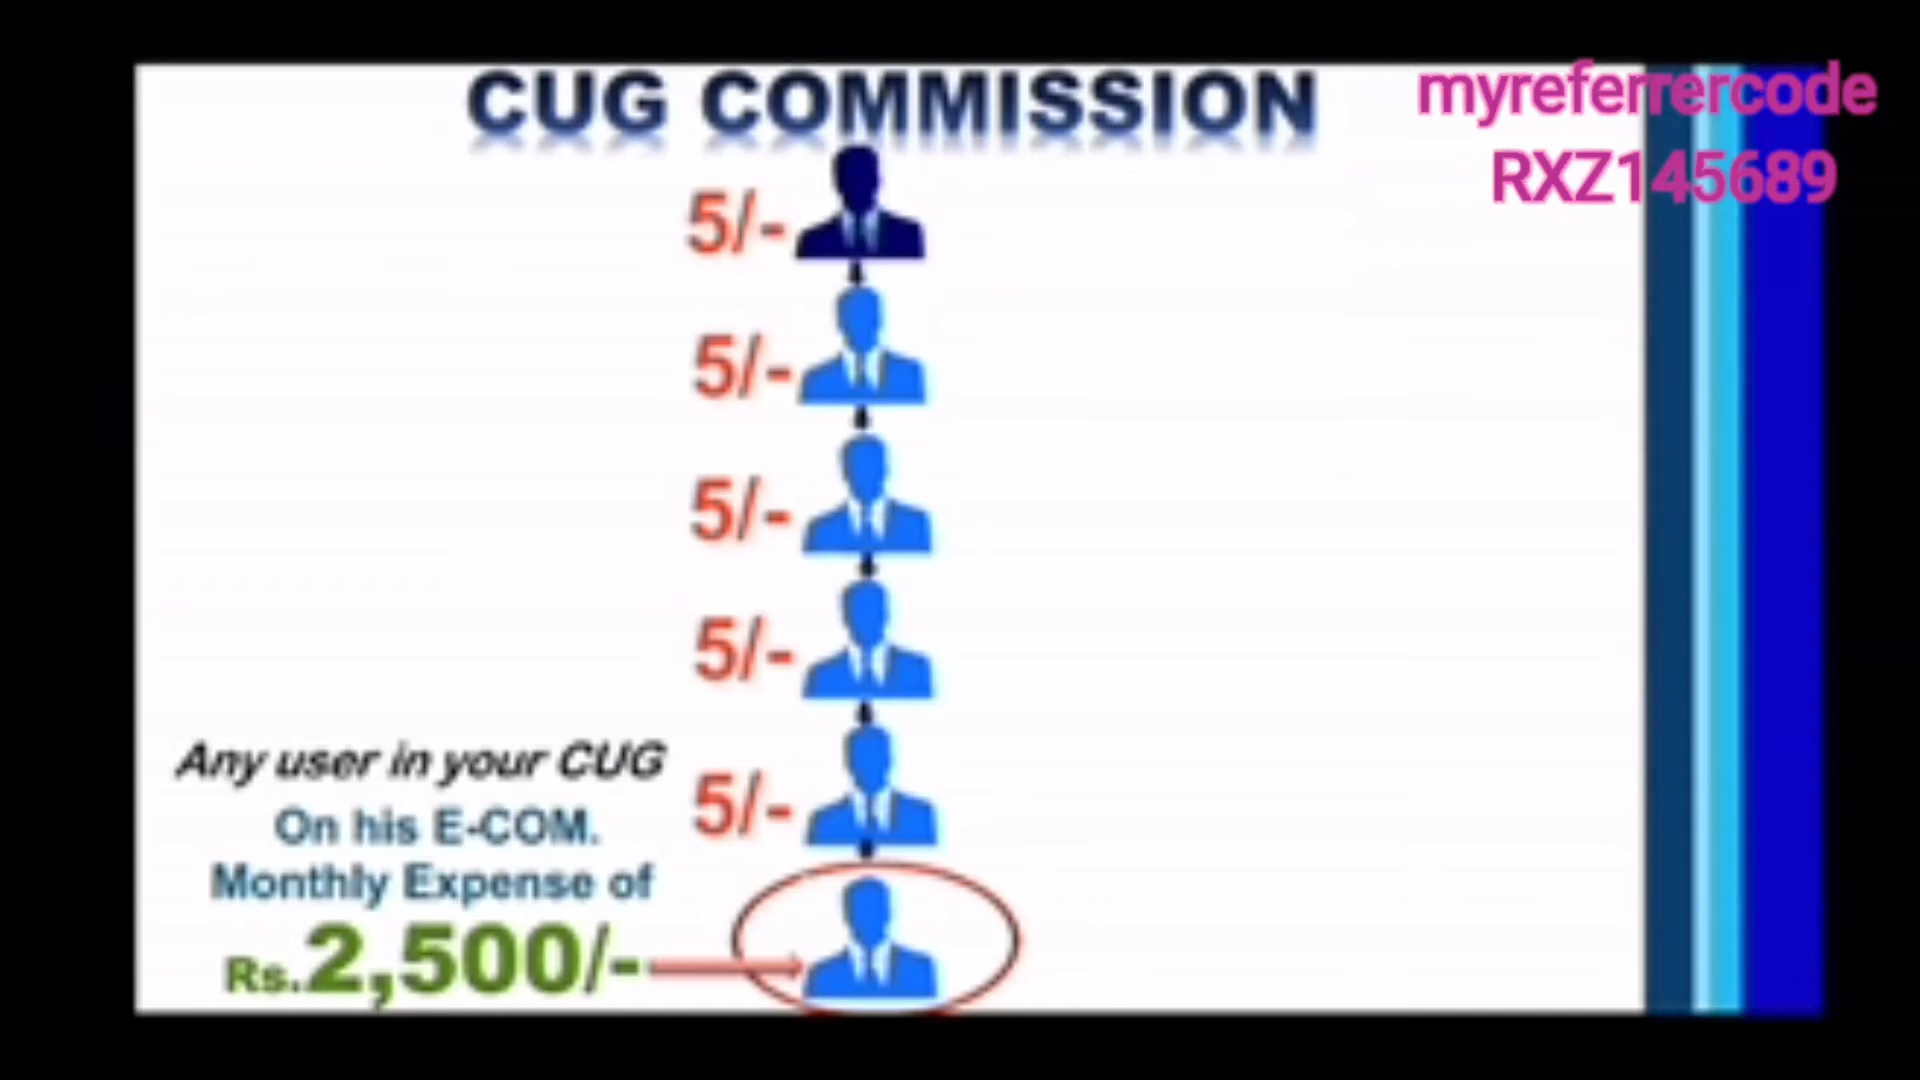 CUG COMMISSION
myreferrercode
RXZ145689
5/-
5/-
5/-
5/-
5/-
Any user in your CUG
On his E-COM.
Monthly Expense of
Rs.2,500/-